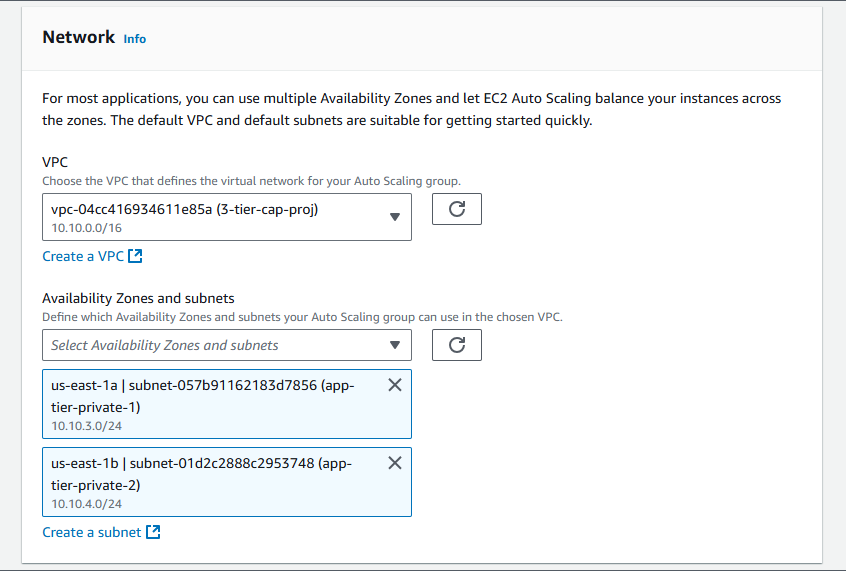 Network Info
For most applications, you can use multiple Availability Zones and let EC2 Auto Scaling balance your instances across
the zones. The default VPC and default subnets are suitable for getting started quickly.
VPC
Choose the VPC that defines the virtual network for your Auto Scaling group.
vpc-04cc416934611e85a (3-tier-cap-proj)
10.10.0.0/16
Create a VPC
Availability Zones and subnets
Define which Availability Zones and subnets your Auto Scaling group can use in the chosen VPC.
Select Availability Zones and subnets
us-east-1a | subnet-057b91162183d7856 (app-
tier-private-1)
10.10.3.0/24
us-east-1b | subnet-01d2c2888c2953748 (app-
tier-private-2)
10.10.4.0/24
Create a subnet